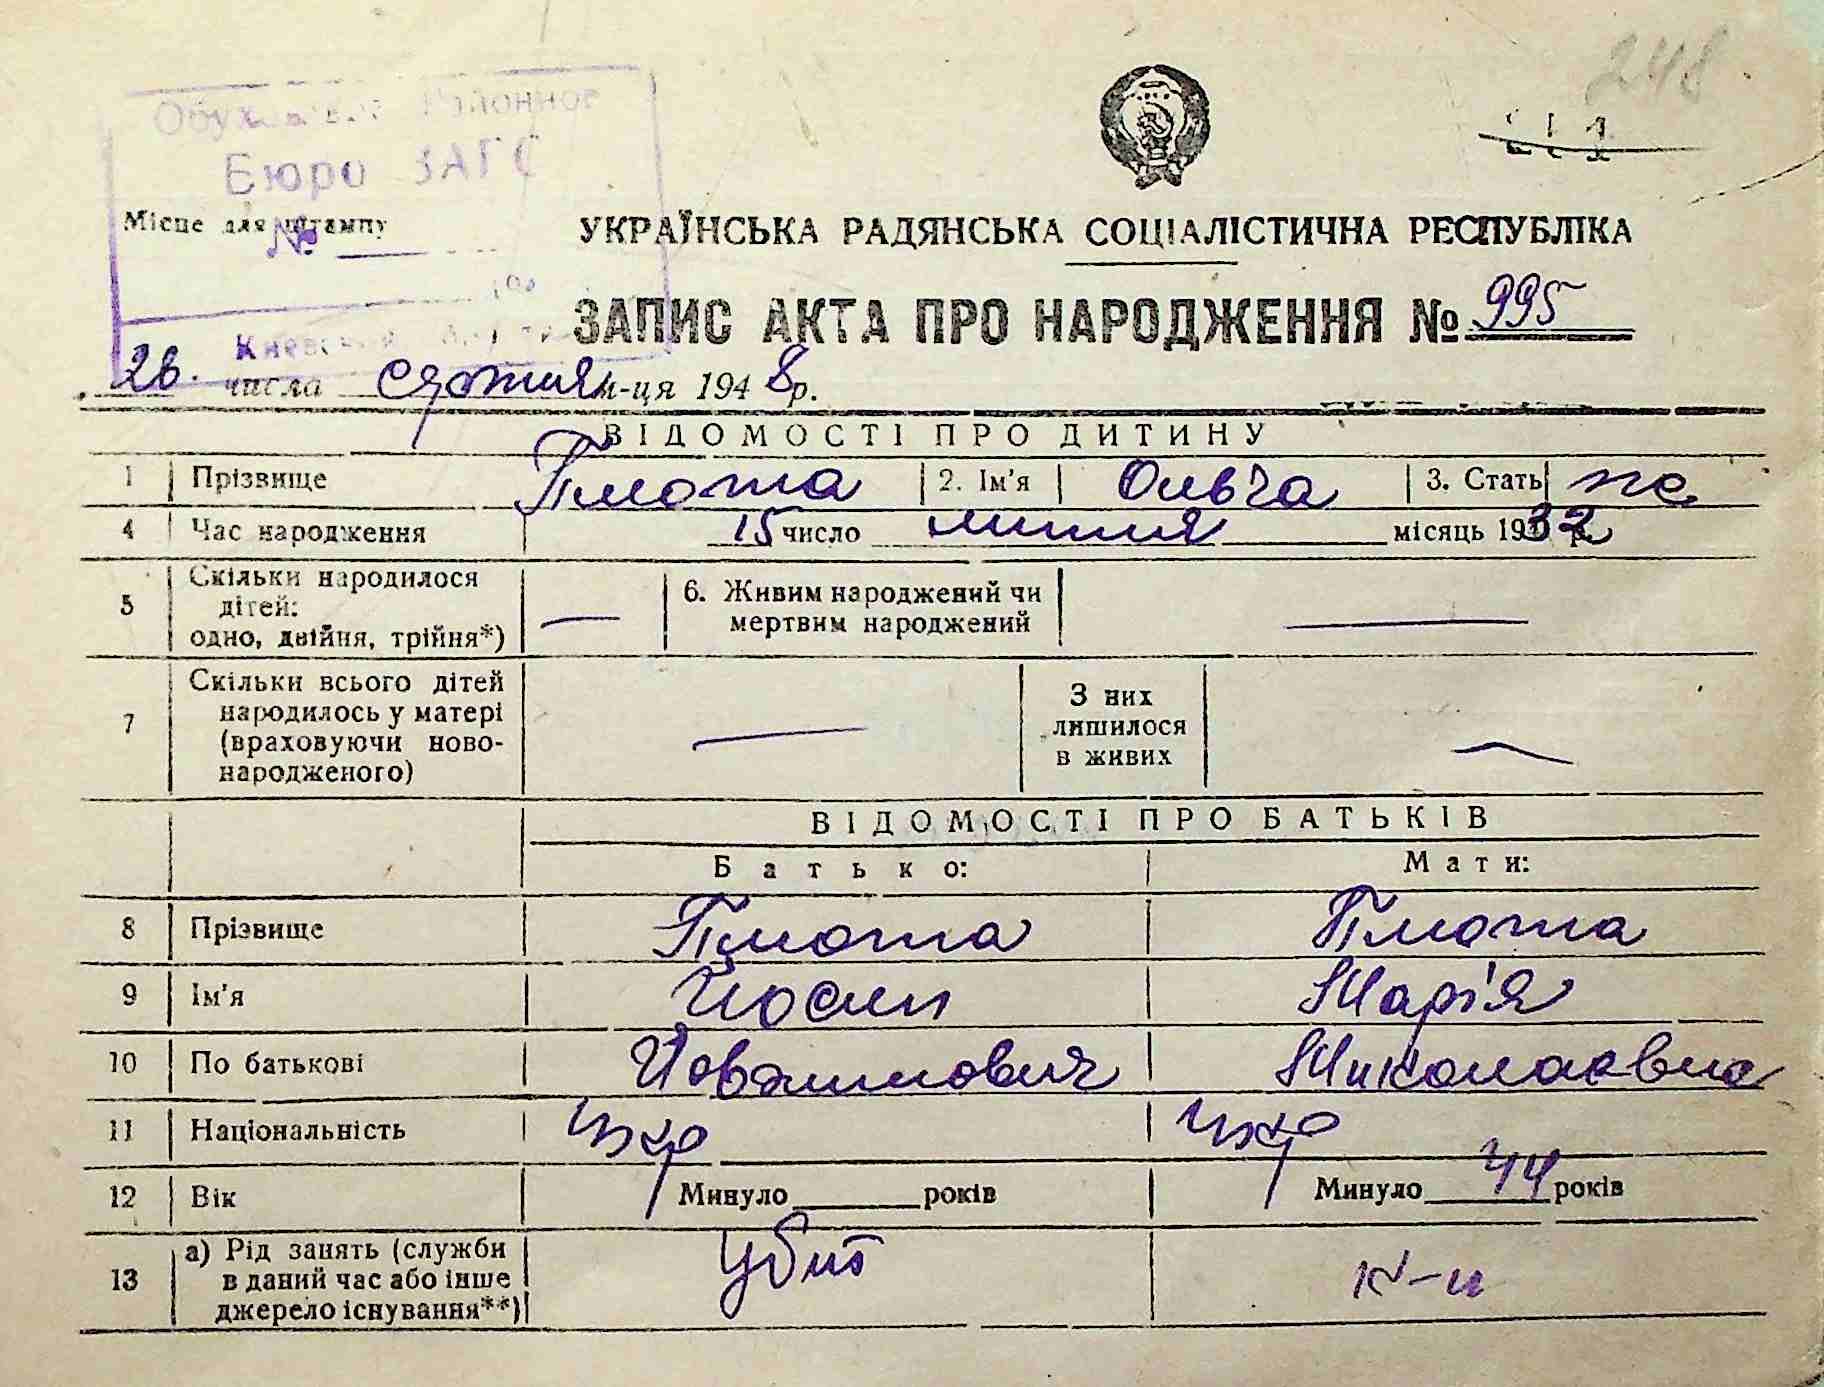 248
Обухівське Районное
Бюро ЗАГС
Місце для штампу
№
УКРАЇНСЬКА РАДЯНСЬКА СОЦІАЛІСТИЧНА РЕСПУБЛІКА
ЗАПИС АКТА ПРО НАРОДЖЕННЯ № 995
26. числа серпня м-ця 1948 р.
ВІДОМОСТІ ПРО ДИТИНУ
1 Прізвище Плюта 2. Ім'я Ольга 3. Стать ж
4 Час народження 15 число липня місяць 1932 р.
5 Скільки народилося дітей: одно, двійня, трійня*) — 6. Живим народжений чи мертвим народжений —
7 Скільки всього дітей народилось у матері (враховуючи новонародженого) — З них лишилося в живих —
ВІДОМОСТІ ПРО БАТЬКІВ
Батько: Мати:
8 Прізвище Плюта Плюта
9 Ім'я Йосип Марія
10 По батькові Миколаєвна
11 Національність укр укр
12 Вік Минуло років Минуло 44 років
13 а) Рід занять (служби в даний час або інше джерело існування**) Убит к-ц